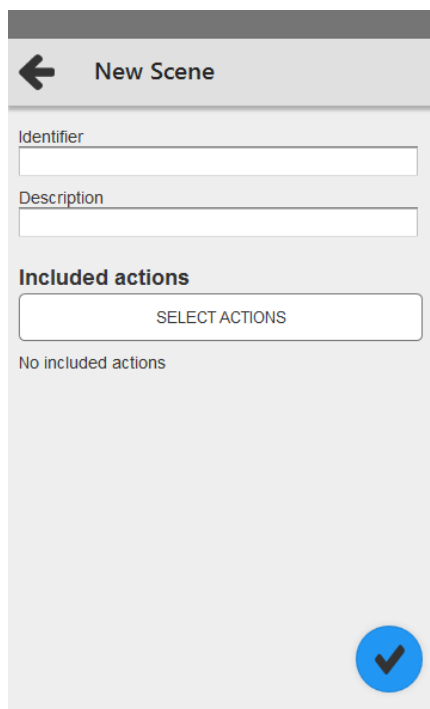 New Scene
Identifier
Description
Included actions
SELECT ACTIONS
No included actions